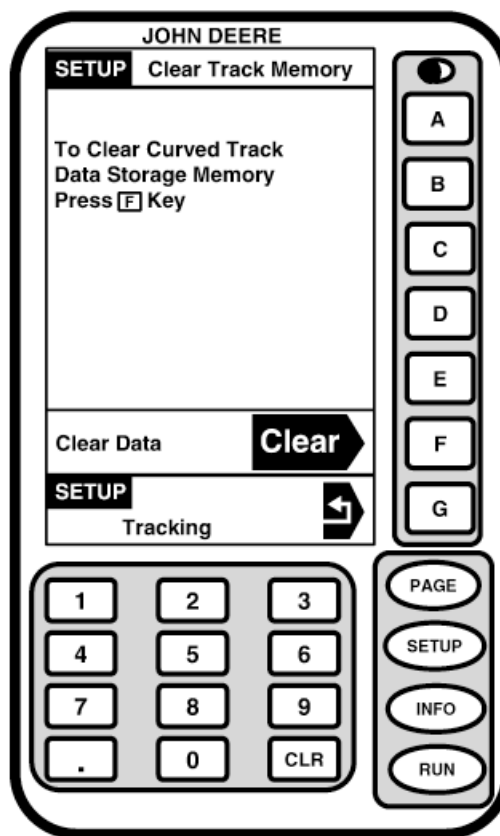 JOHN DEERE
SETUP Clear Track Memory
To Clear Curved Track
Data Storage Memory
Press F Key
Clear Data Clear
SETUP
Tracking
A
B
C
D
E
F
G
1 2 3
4 5 6
7 8 9
. 0 CLR
PAGE
SETUP
INFO
RUN